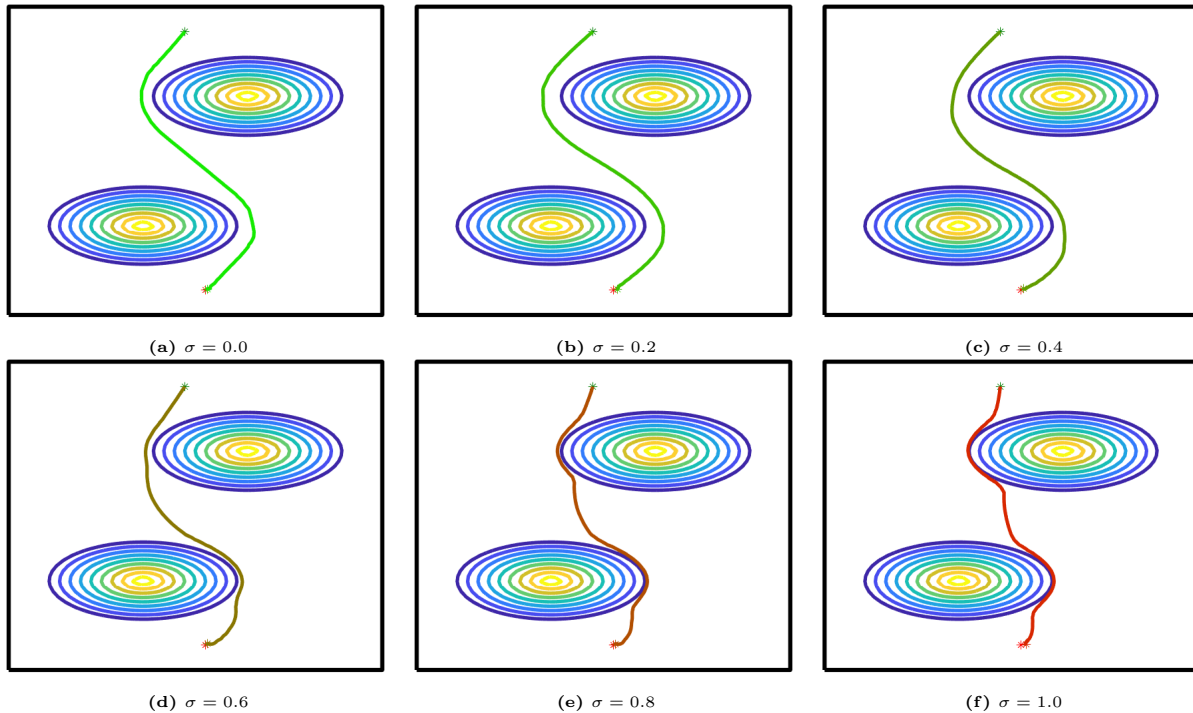 (a) σ = 0.0
(b) σ = 0.2
(c) σ = 0.4
(d) σ = 0.6
(e) σ = 0.8
(f) σ = 1.0